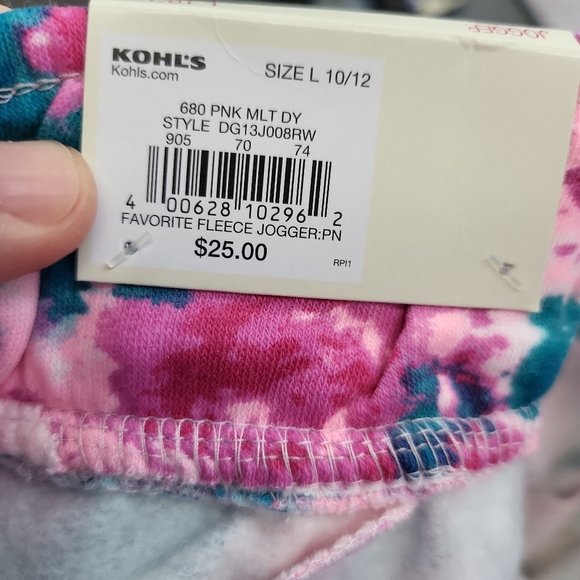 JOGGER
KOHL'S
Kohls.com
SIZE L 10/12
680 PNK MLT DY
STYLE DG13J008RW
905 70 74
4 00628 10296 2
FAVORITE FLEECE JOGGER:PN
$25.00
RPI1